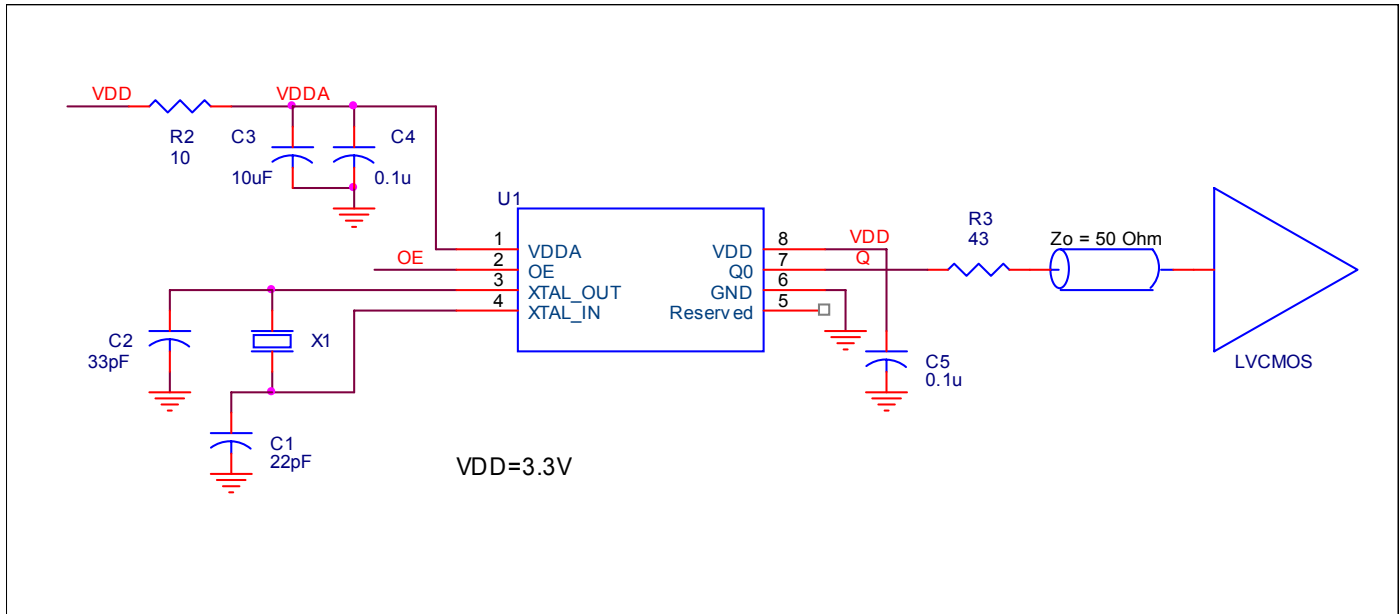 VDD
VDDA
R2
10
C3
10uF
C4
0.1u
U1
1
VDDA
2
OE
3
XTAL_OUT
4
XTAL_IN
OE
8
VDD
7
Q0
6
GND
5
Reserved
VDD
Q
R3
43
Zo = 50 Ohm
LVCMOS
C2
33pF
X1
C1
22pF
C5
0.1u
VDD=3.3V